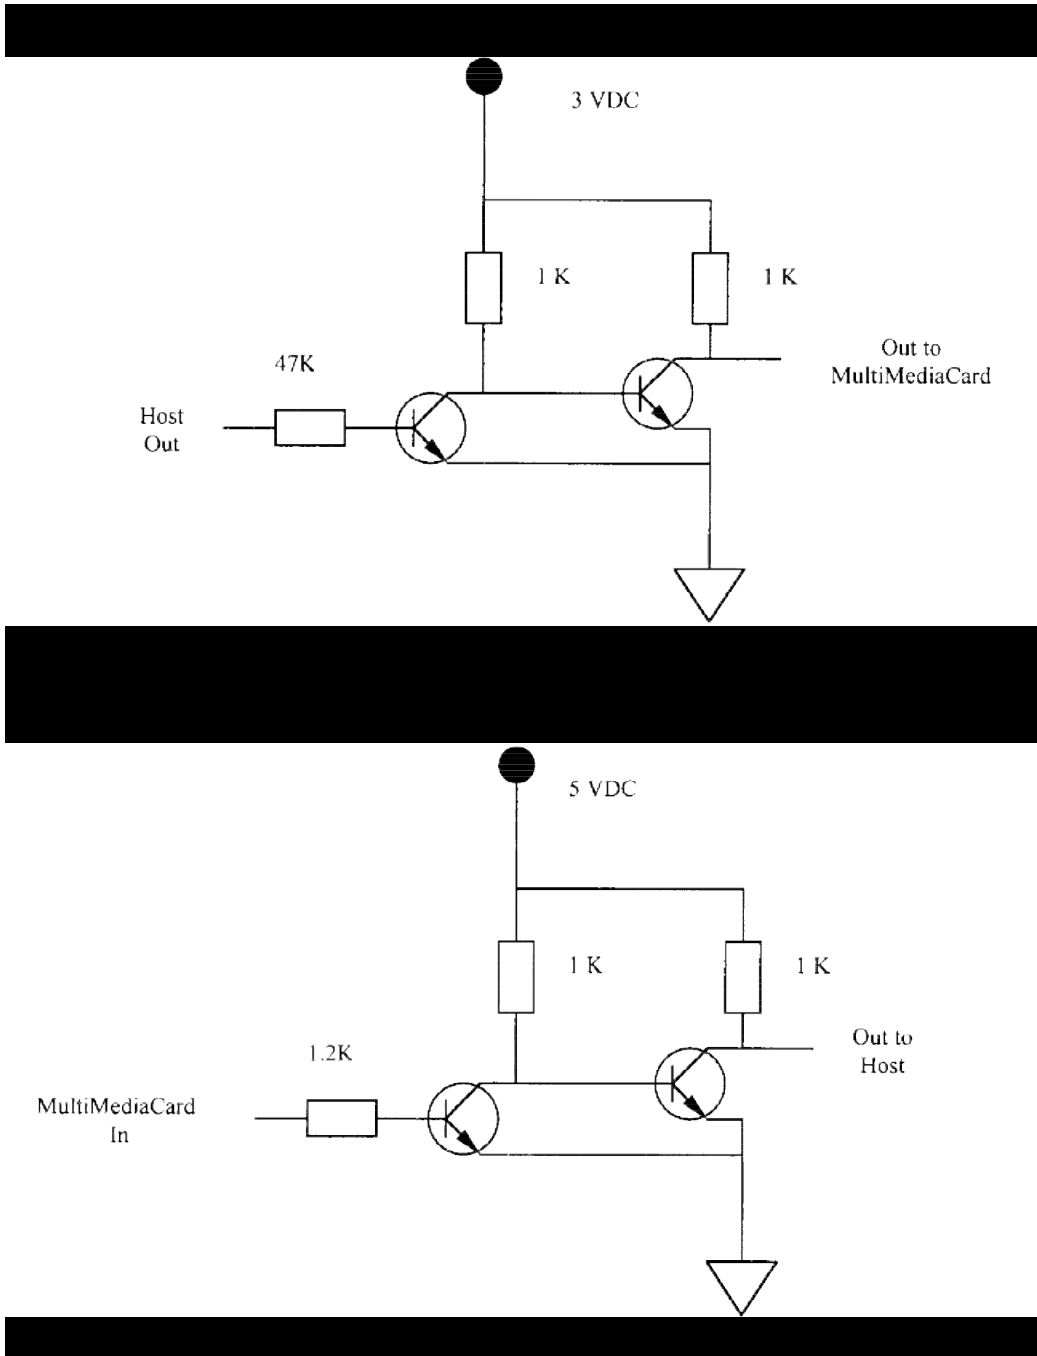 3 VDC
1 K
1 K
47K
Out to
MultiMediaCard
Host
Out
5 VDC
1 K
1 K
1.2K
Out to
Host
MultiMediaCard
In